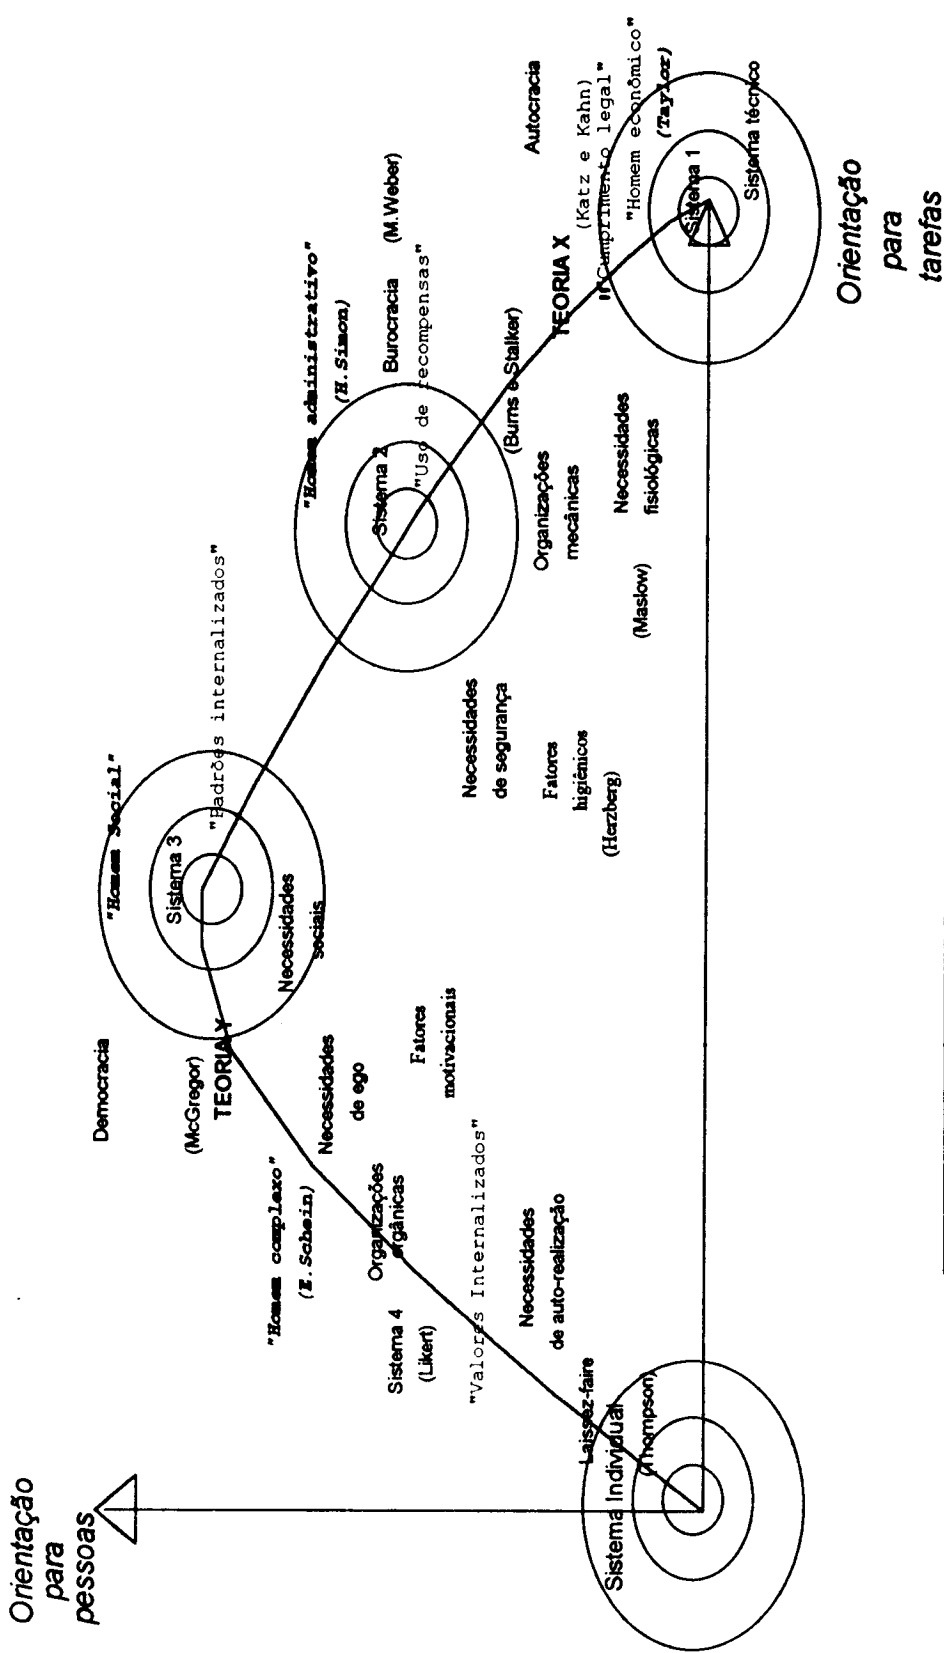 Orientação
para
pessoas
Democracia
"Homem Social"
(McGregor)
TEORIA Y
Sistema 3
"Padrões internalizados"
"Homem complexo"
(E.Schein)
Necessidades
sociais
Necessidades
de ego
"Homem administrativo"
(H.Simon)
Organizações
orgânicas
Sistema 4
(Likert)
Fatores
motivacionais
Sistema 2
Burocracia
(M.Weber)
"Uso de recompensas"
"Valores Internalizados"
Necessidades
de segurança
(Burns e Stalker)
Autocracia
Necessidades
de auto-realização
Fatores
higiênicos
(Herzberg)
Organizações
mecânicas
TEORIA X
(Katz e Kahn)
"Cumprimento legal"
Laissez-faire
Sistema Individual
(Thompson)
(Maslow)
Necessidades
fisiológicas
"Homem econômico"
(Taylor)
Sistema 1
Sistema técnico
Orientação
para
tarefas